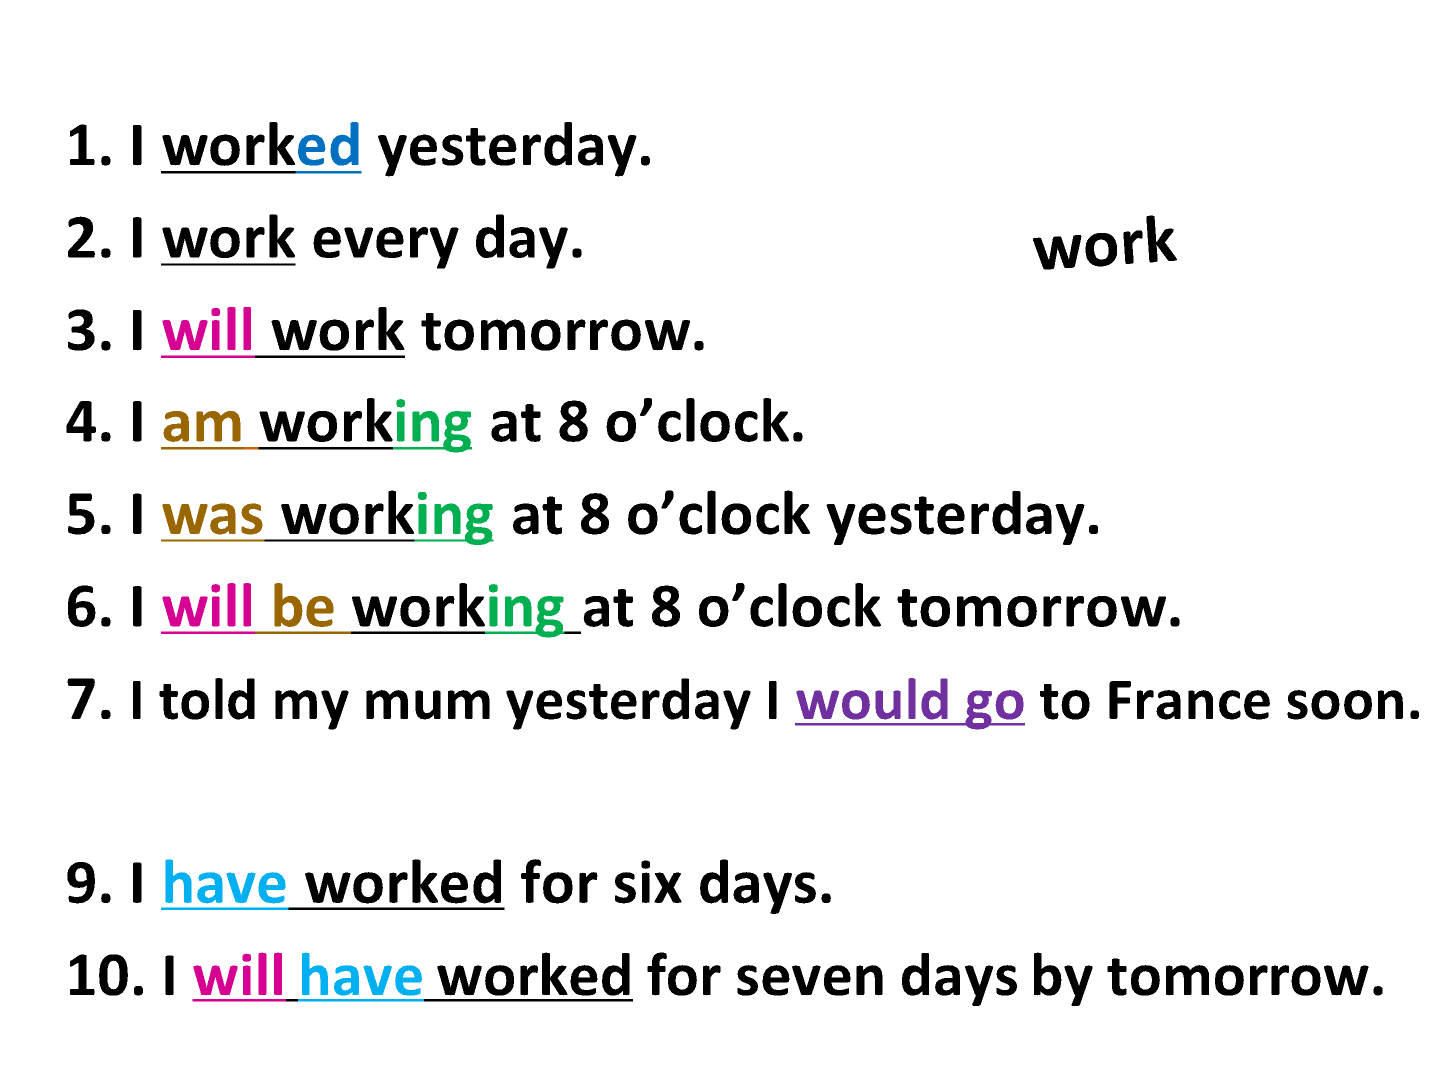 1. I worked yesterday.
2. I work every day.
work
3. I will work tomorrow.
4. I am working at 8 o’clock.
5. I was working at 8 o’clock yesterday.
6. I will be working at 8 o’clock tomorrow.
7. I told my mum yesterday I would go to France soon.
9. I have worked for six days.
10. I will have worked for seven days by tomorrow.